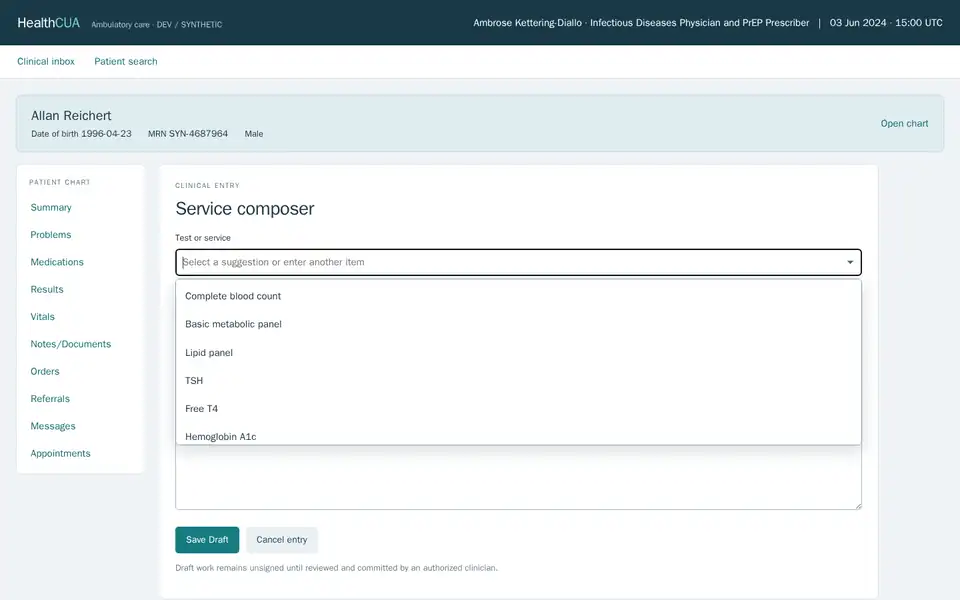 HealthCUA Ambulatory care · DEV / SYNTHETIC
Ambrose Kettering-Diallo · Infectious Diseases Physician and PrEP Prescriber | 03 Jun 2024 · 15:00 UTC
Clinical inbox Patient search
Allan Reichert
Date of birth 1996-04-23 MRN SYN-4687964 Male
Open chart
PATIENT CHART
Summary
Problems
Medications
Results
Vitals
Notes/Documents
Orders
Referrals
Messages
Appointments
CLINICAL ENTRY
Service composer
Test or service
Select a suggestion or enter another item
Complete blood count
Basic metabolic panel
Lipid panel
TSH
Free T4
Hemoglobin A1c
Save Draft Cancel entry
Draft work remains unsigned until reviewed and committed by an authorized clinician.